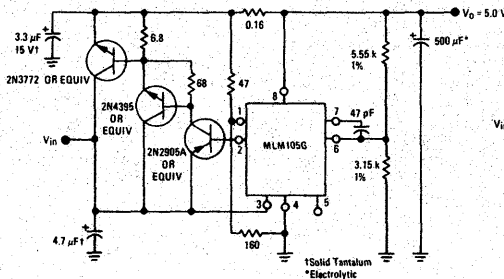 3.3 µF
15 V†
+
2N3772 OR EQUIV
6.8
68
2N4395
OR
EQUIV
2N2905A
OR
EQUIV
Vin
4.7 µF†
+
0.16
47
1
2
3
4
5
6
7
8
MLM105G
47 pF
160
5.55 k
1%
3.15 k
1%
VO = 5.0 V
+
500 µF*
†Solid Tantalum
*Electrolytic